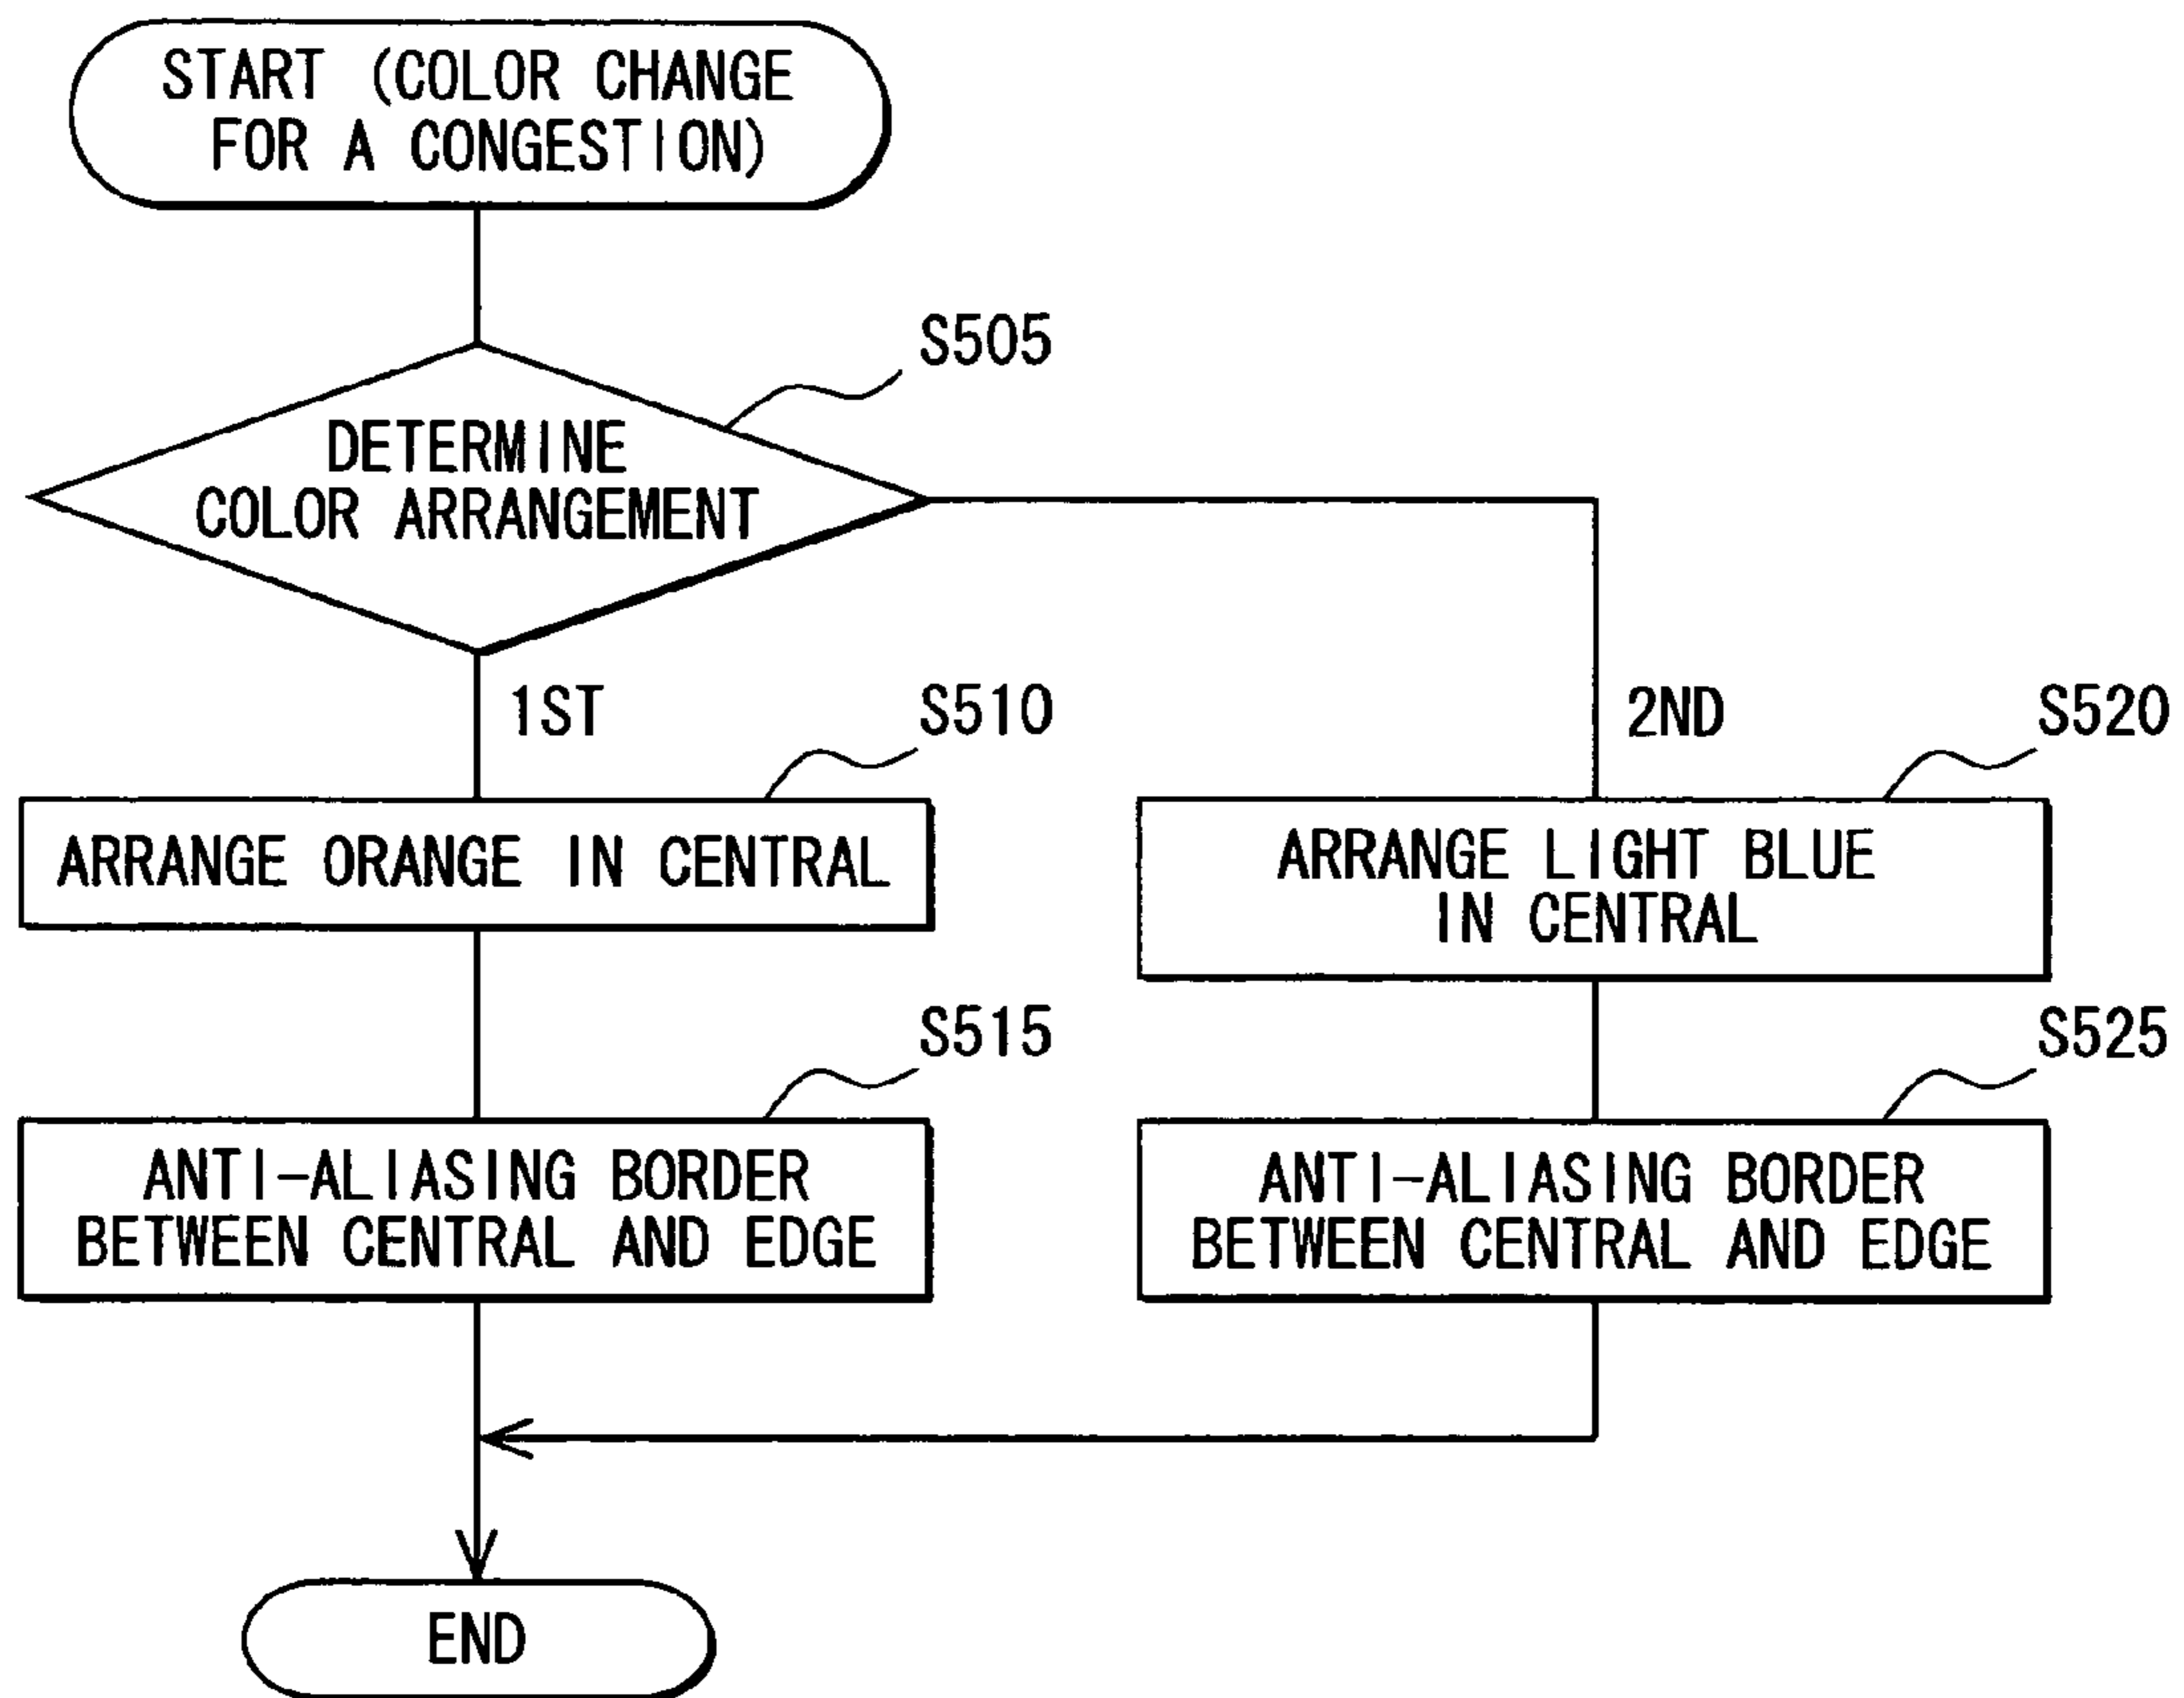 START (COLOR CHANGE
FOR A CONGESTION)
S505
DETERMINE
COLOR ARRANGEMENT
1ST
S510
2ND
S520
ARRANGE ORANGE IN CENTRAL
ARRANGE LIGHT BLUE
IN CENTRAL
S515
S525
ANTI-ALIASING BORDER
BETWEEN CENTRAL AND EDGE
ANTI-ALIASING BORDER
BETWEEN CENTRAL AND EDGE
END